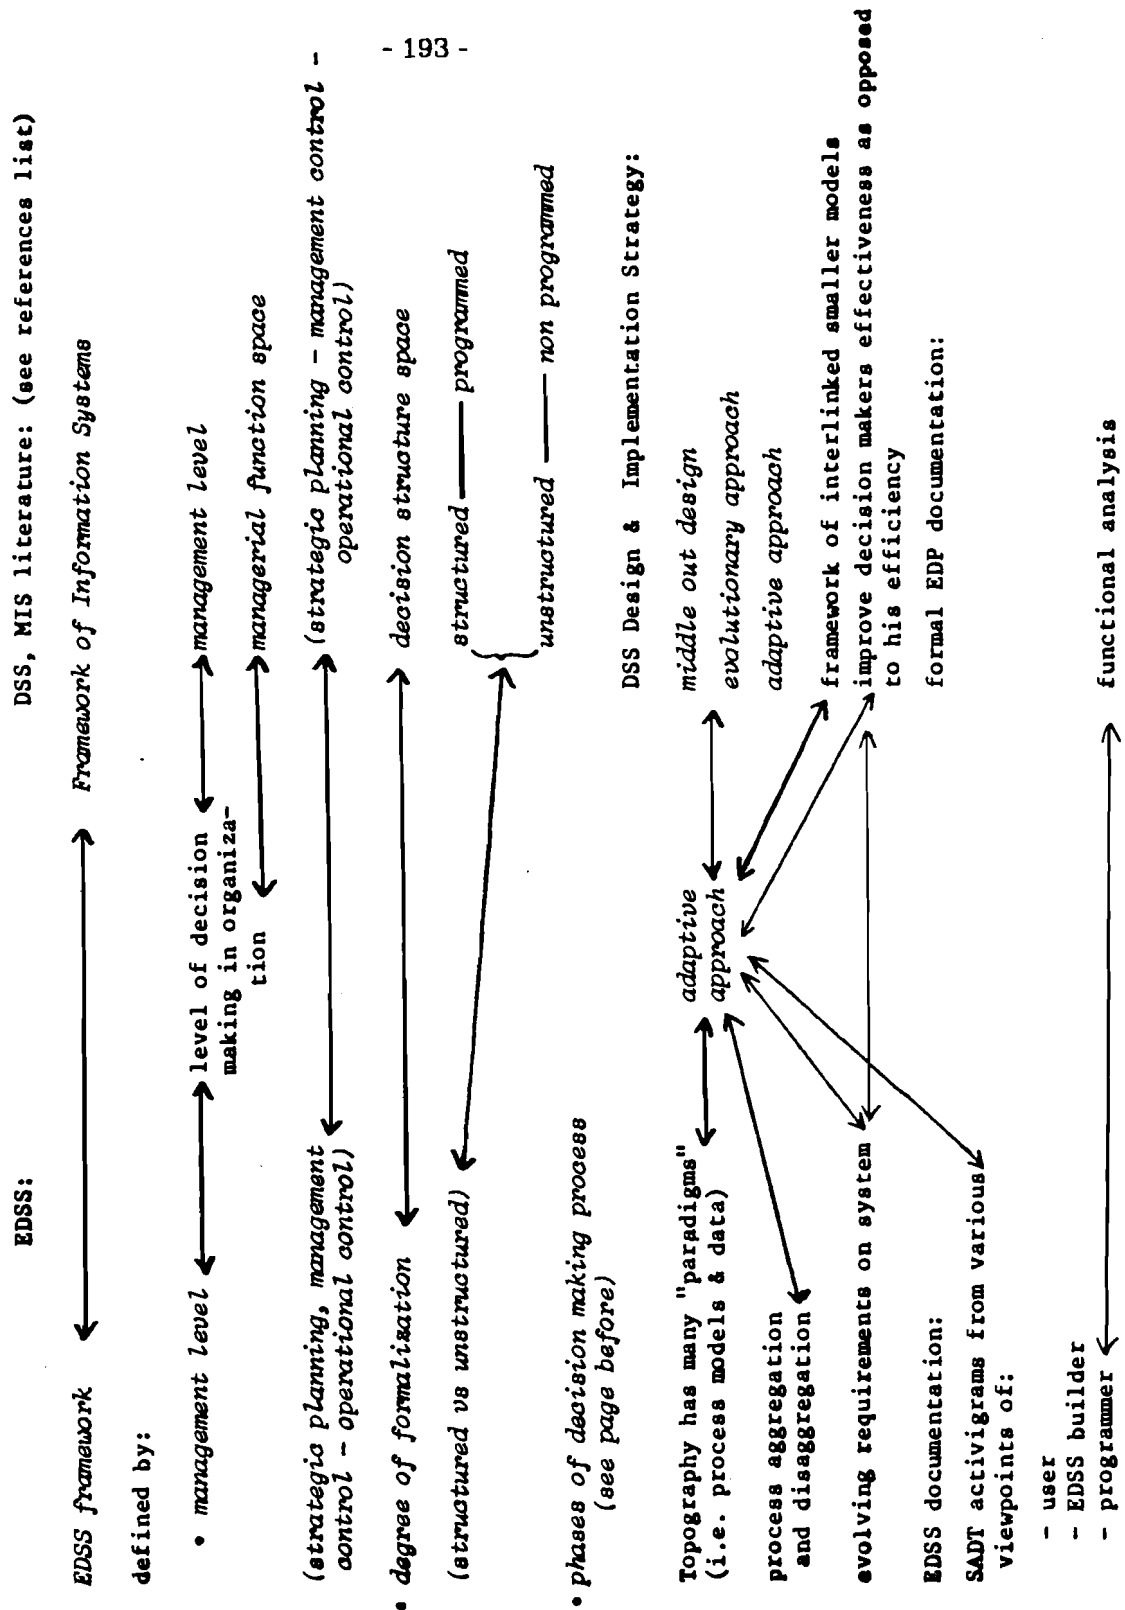 - 193 -
EDSS:
DSS, MIS literature: (see references list)
EDSS framework
Framework of Information Systems
defined by:
• management level
level of decision
making in organiza-
tion
management level
managerial function space
(strategic planning, management
control - operational control)
(strategic planning - management control -
operational control)
• degree of formalization
decision structure space
(structured vs unstructured)
structured — programmed
unstructured — non programmed
• phases of decision making process
(see page before)
DSS Design & Implementation Strategy:
Topography has many "paradigms"
(i.e. process models & data)
adaptive
approach
middle out design
evalutionary approach
adaptive approach
process aggregation
and disaggregation
framework of interlinked smaller models
evolving requirements on system
improve decision makers effectiveness as opposed
to his efficiency
EDSS documentation:
formal EDP documentation:
SADT activigrams from various
viewpoints of:
- user
- EDSS builder
- programmer
functional analysis